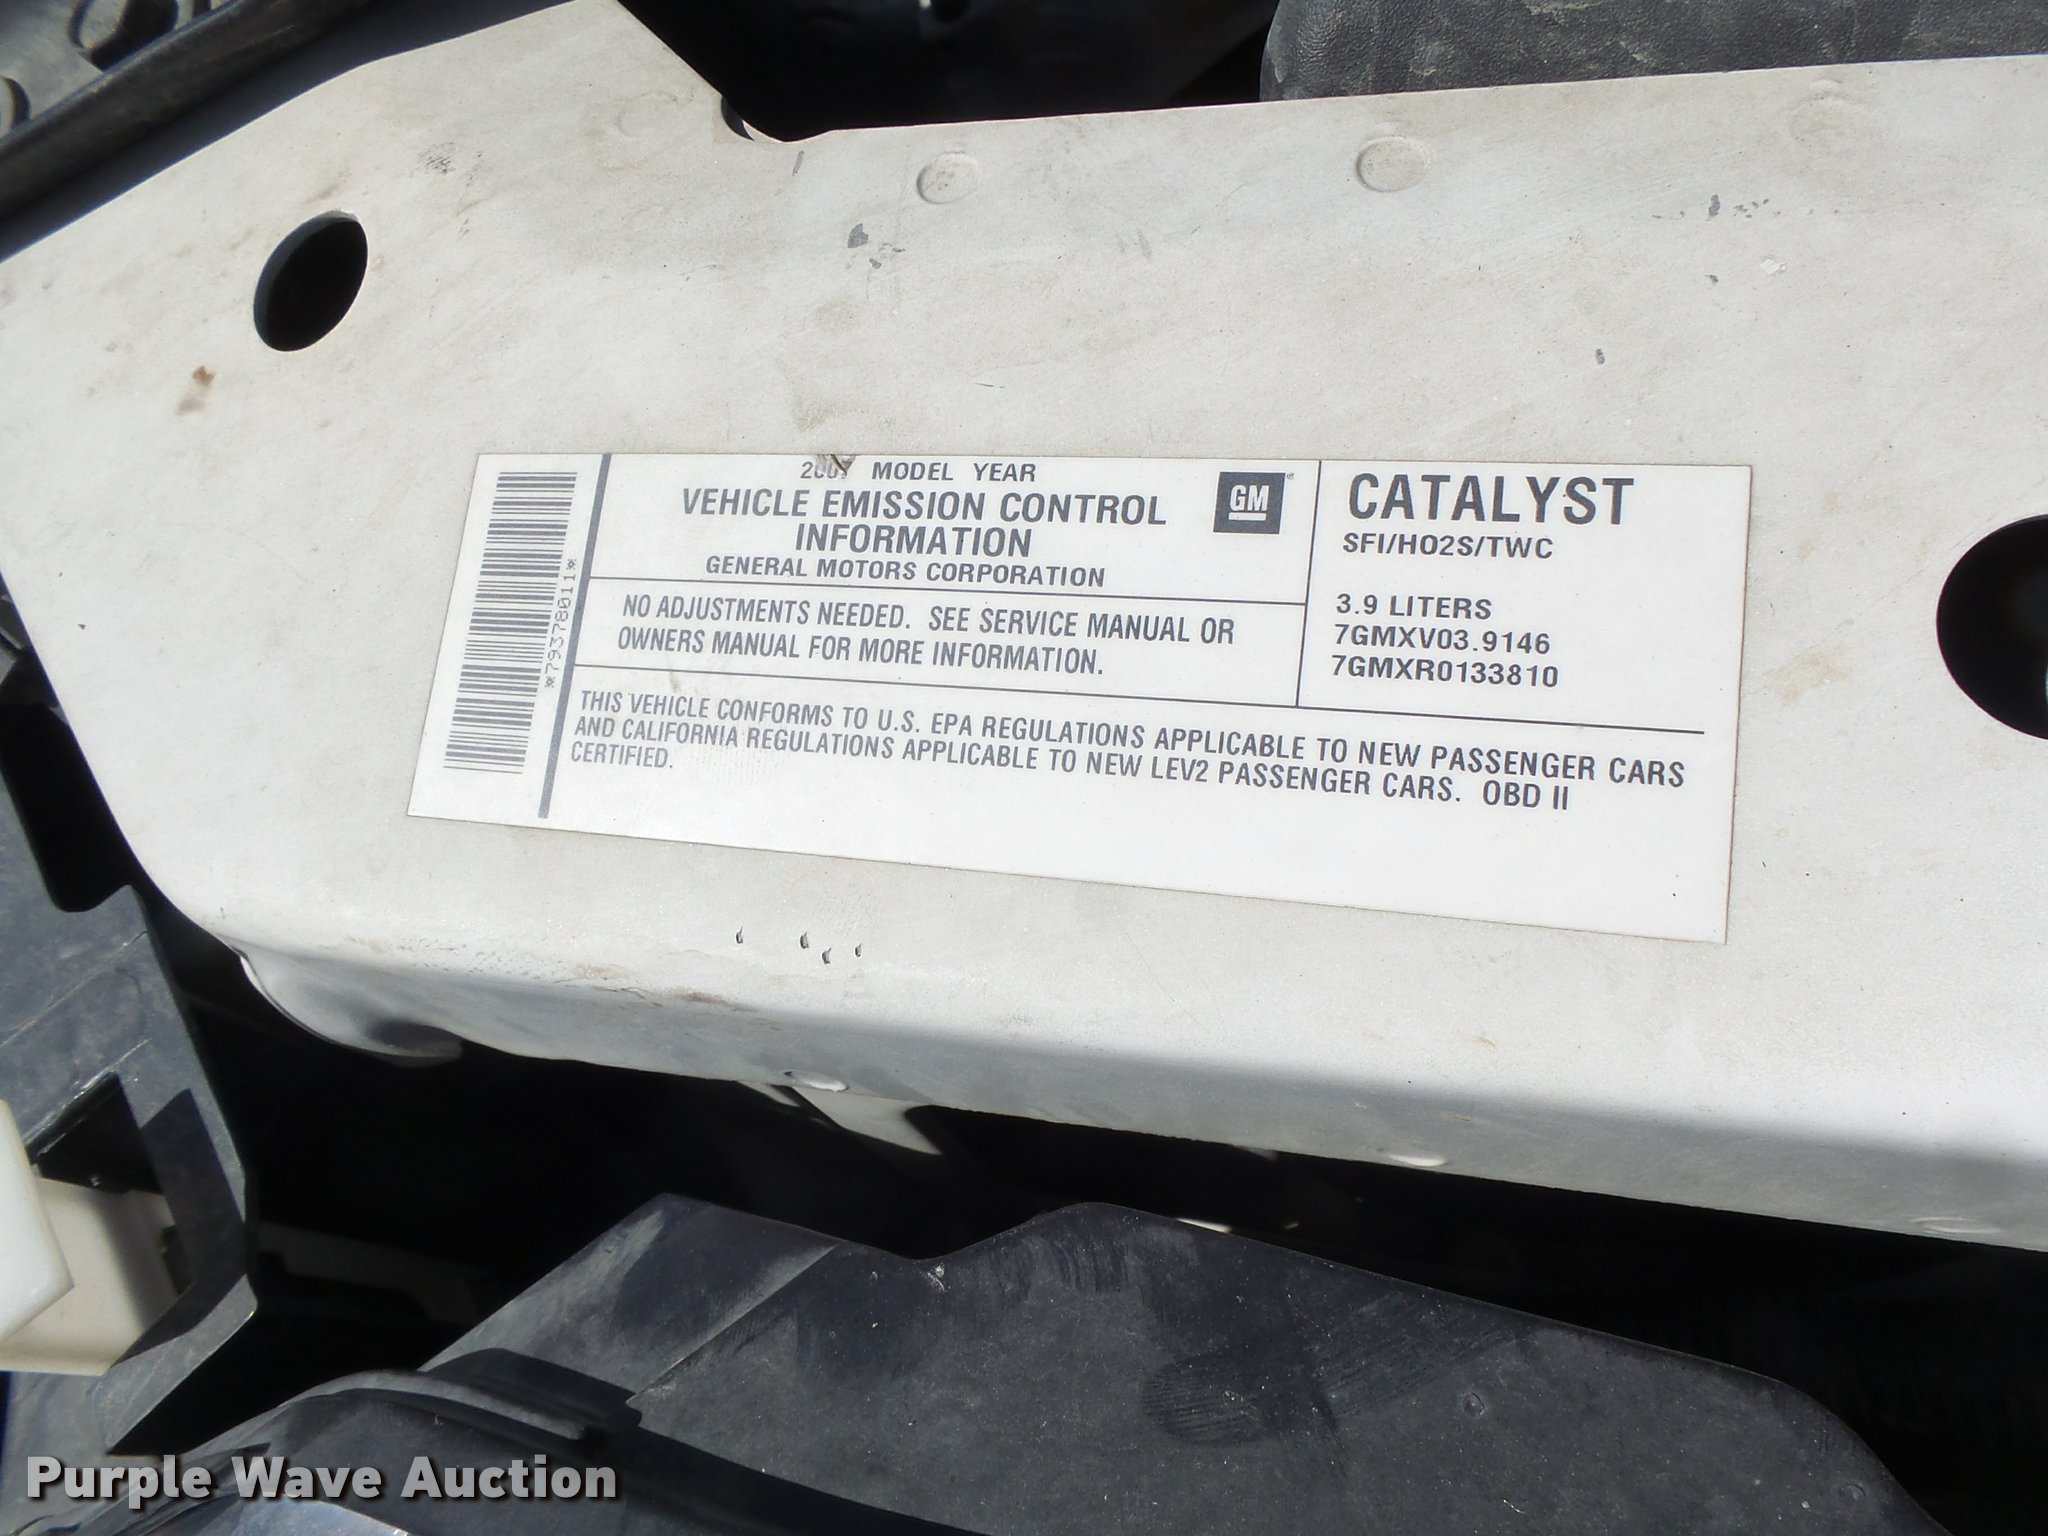 2007 MODEL YEAR
VEHICLE EMISSION CONTROL
INFORMATION
GENERAL MOTORS CORPORATION
GM
CATALYST
SFI/HO2S/TWC
3.9 LITERS
7GMXV03.9146
7GMXR0133810
NO ADJUSTMENTS NEEDED. SEE SERVICE MANUAL OR
OWNERS MANUAL FOR MORE INFORMATION.
THIS VEHICLE CONFORMS TO U.S. EPA REGULATIONS APPLICABLE TO NEW PASSENGER CARS
AND CALIFORNIA REGULATIONS APPLICABLE TO NEW LEV2 PASSENGER CARS. OBD II
CERTIFIED.
*79378011*
Purple Wave Auction